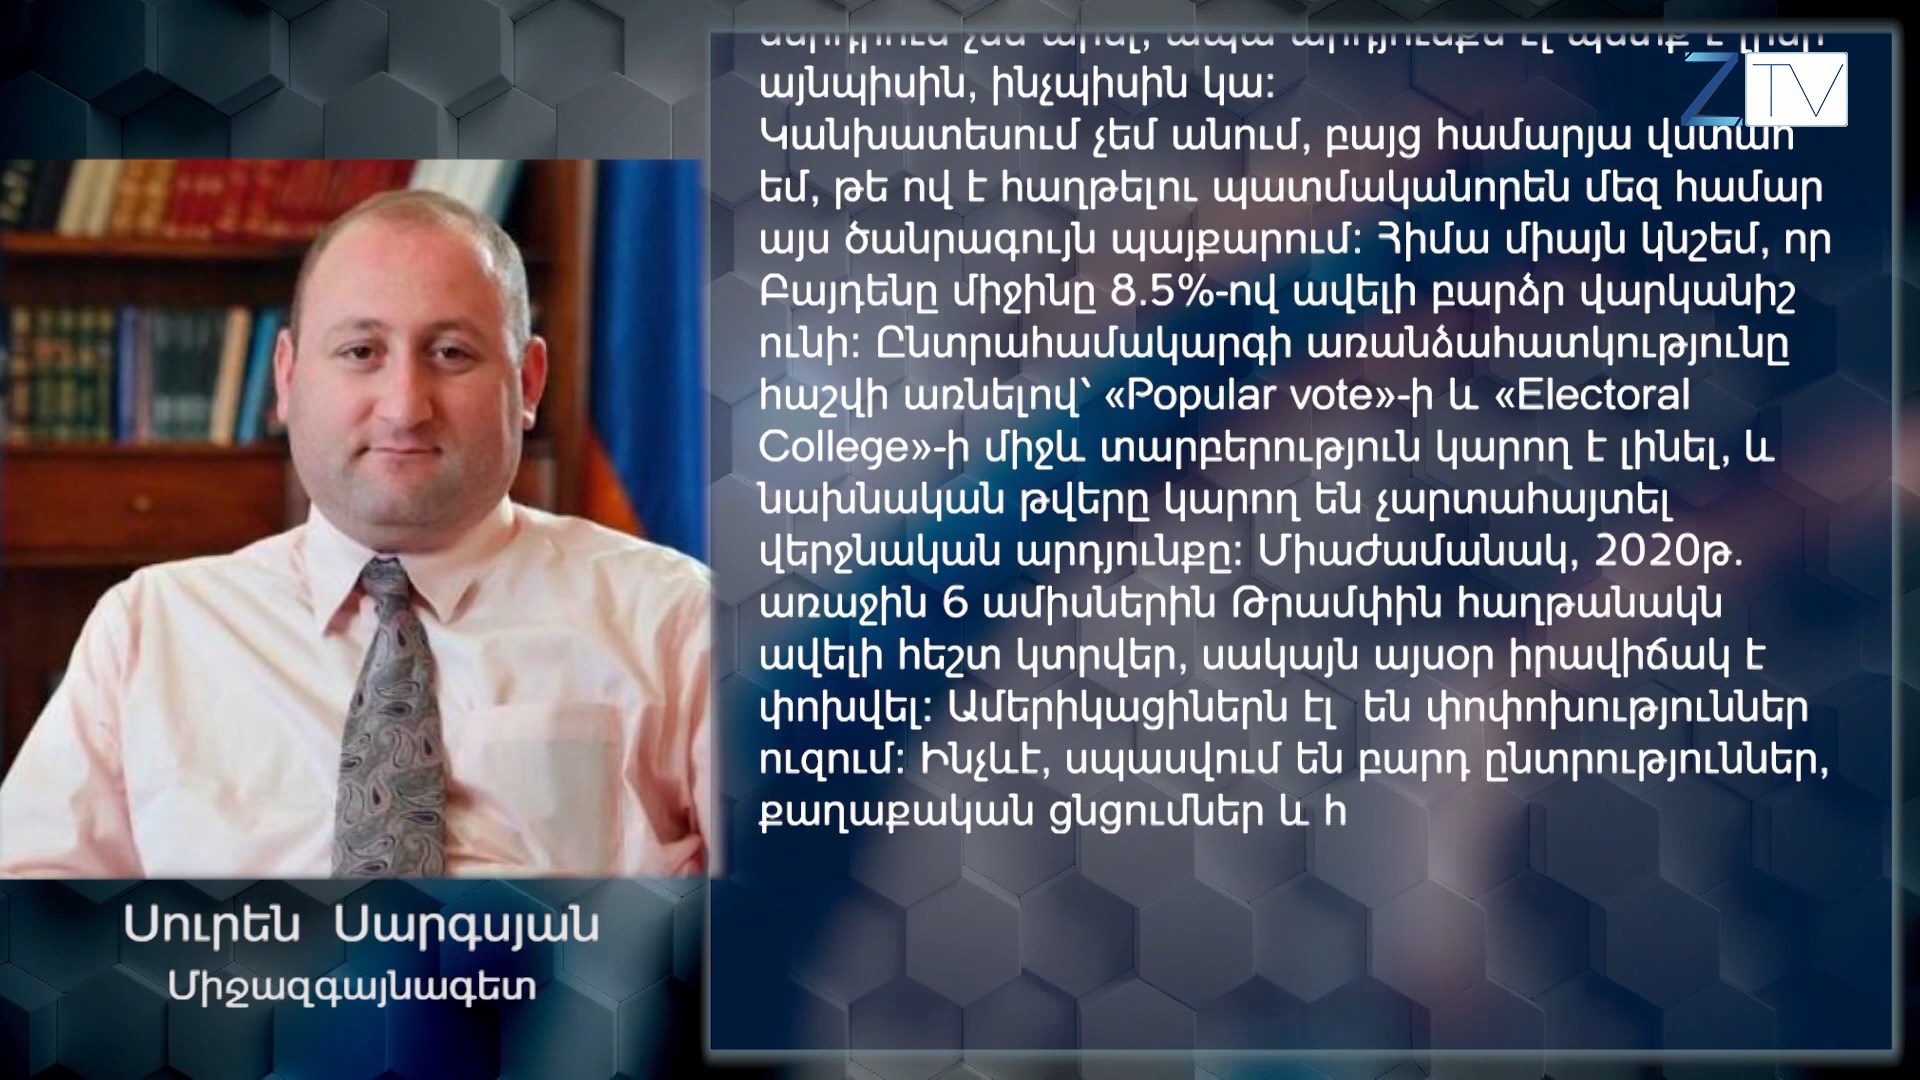 այնպիսին, ինչպիսին կա:
Կանխատեսում չեմ անում, բայց համարյա վստահ
եմ, թե ով է հաղթելու պատմականորեն մեզ համար
այս ծանրագույն պայքարում: Հիմա միայն կնշեմ, որ
Բայդենը միջինը 8.5%-ով ավելի բարձր վարկանիշ
ունի: Ընտրահամակարգի առանձահատկությունը
հաշվի առնելով՝ «Popular vote»-ի և «Electoral
College»-ի միջև տարբերություն կարող է լինել, և
նախնական թվերը կարող են չարտահայտել
վերջնական արդյունքը: Միաժամանակ, 2020թ.
առաջին 6 ամիսներին Թրամփին հաղթանակն
ավելի հեշտ կտրվեր, սակայն այսօր իրավիճակ է
փոխվել: Ամերիկացիներն էլ են փոփոխություններ
ուզում: Ինչևէ, սպասվում են բարդ ընտրություններ,
քաղաքական ցնցումներ և հ
ZTV
Սուրեն Սարգսյան
Միջազգայնագետ